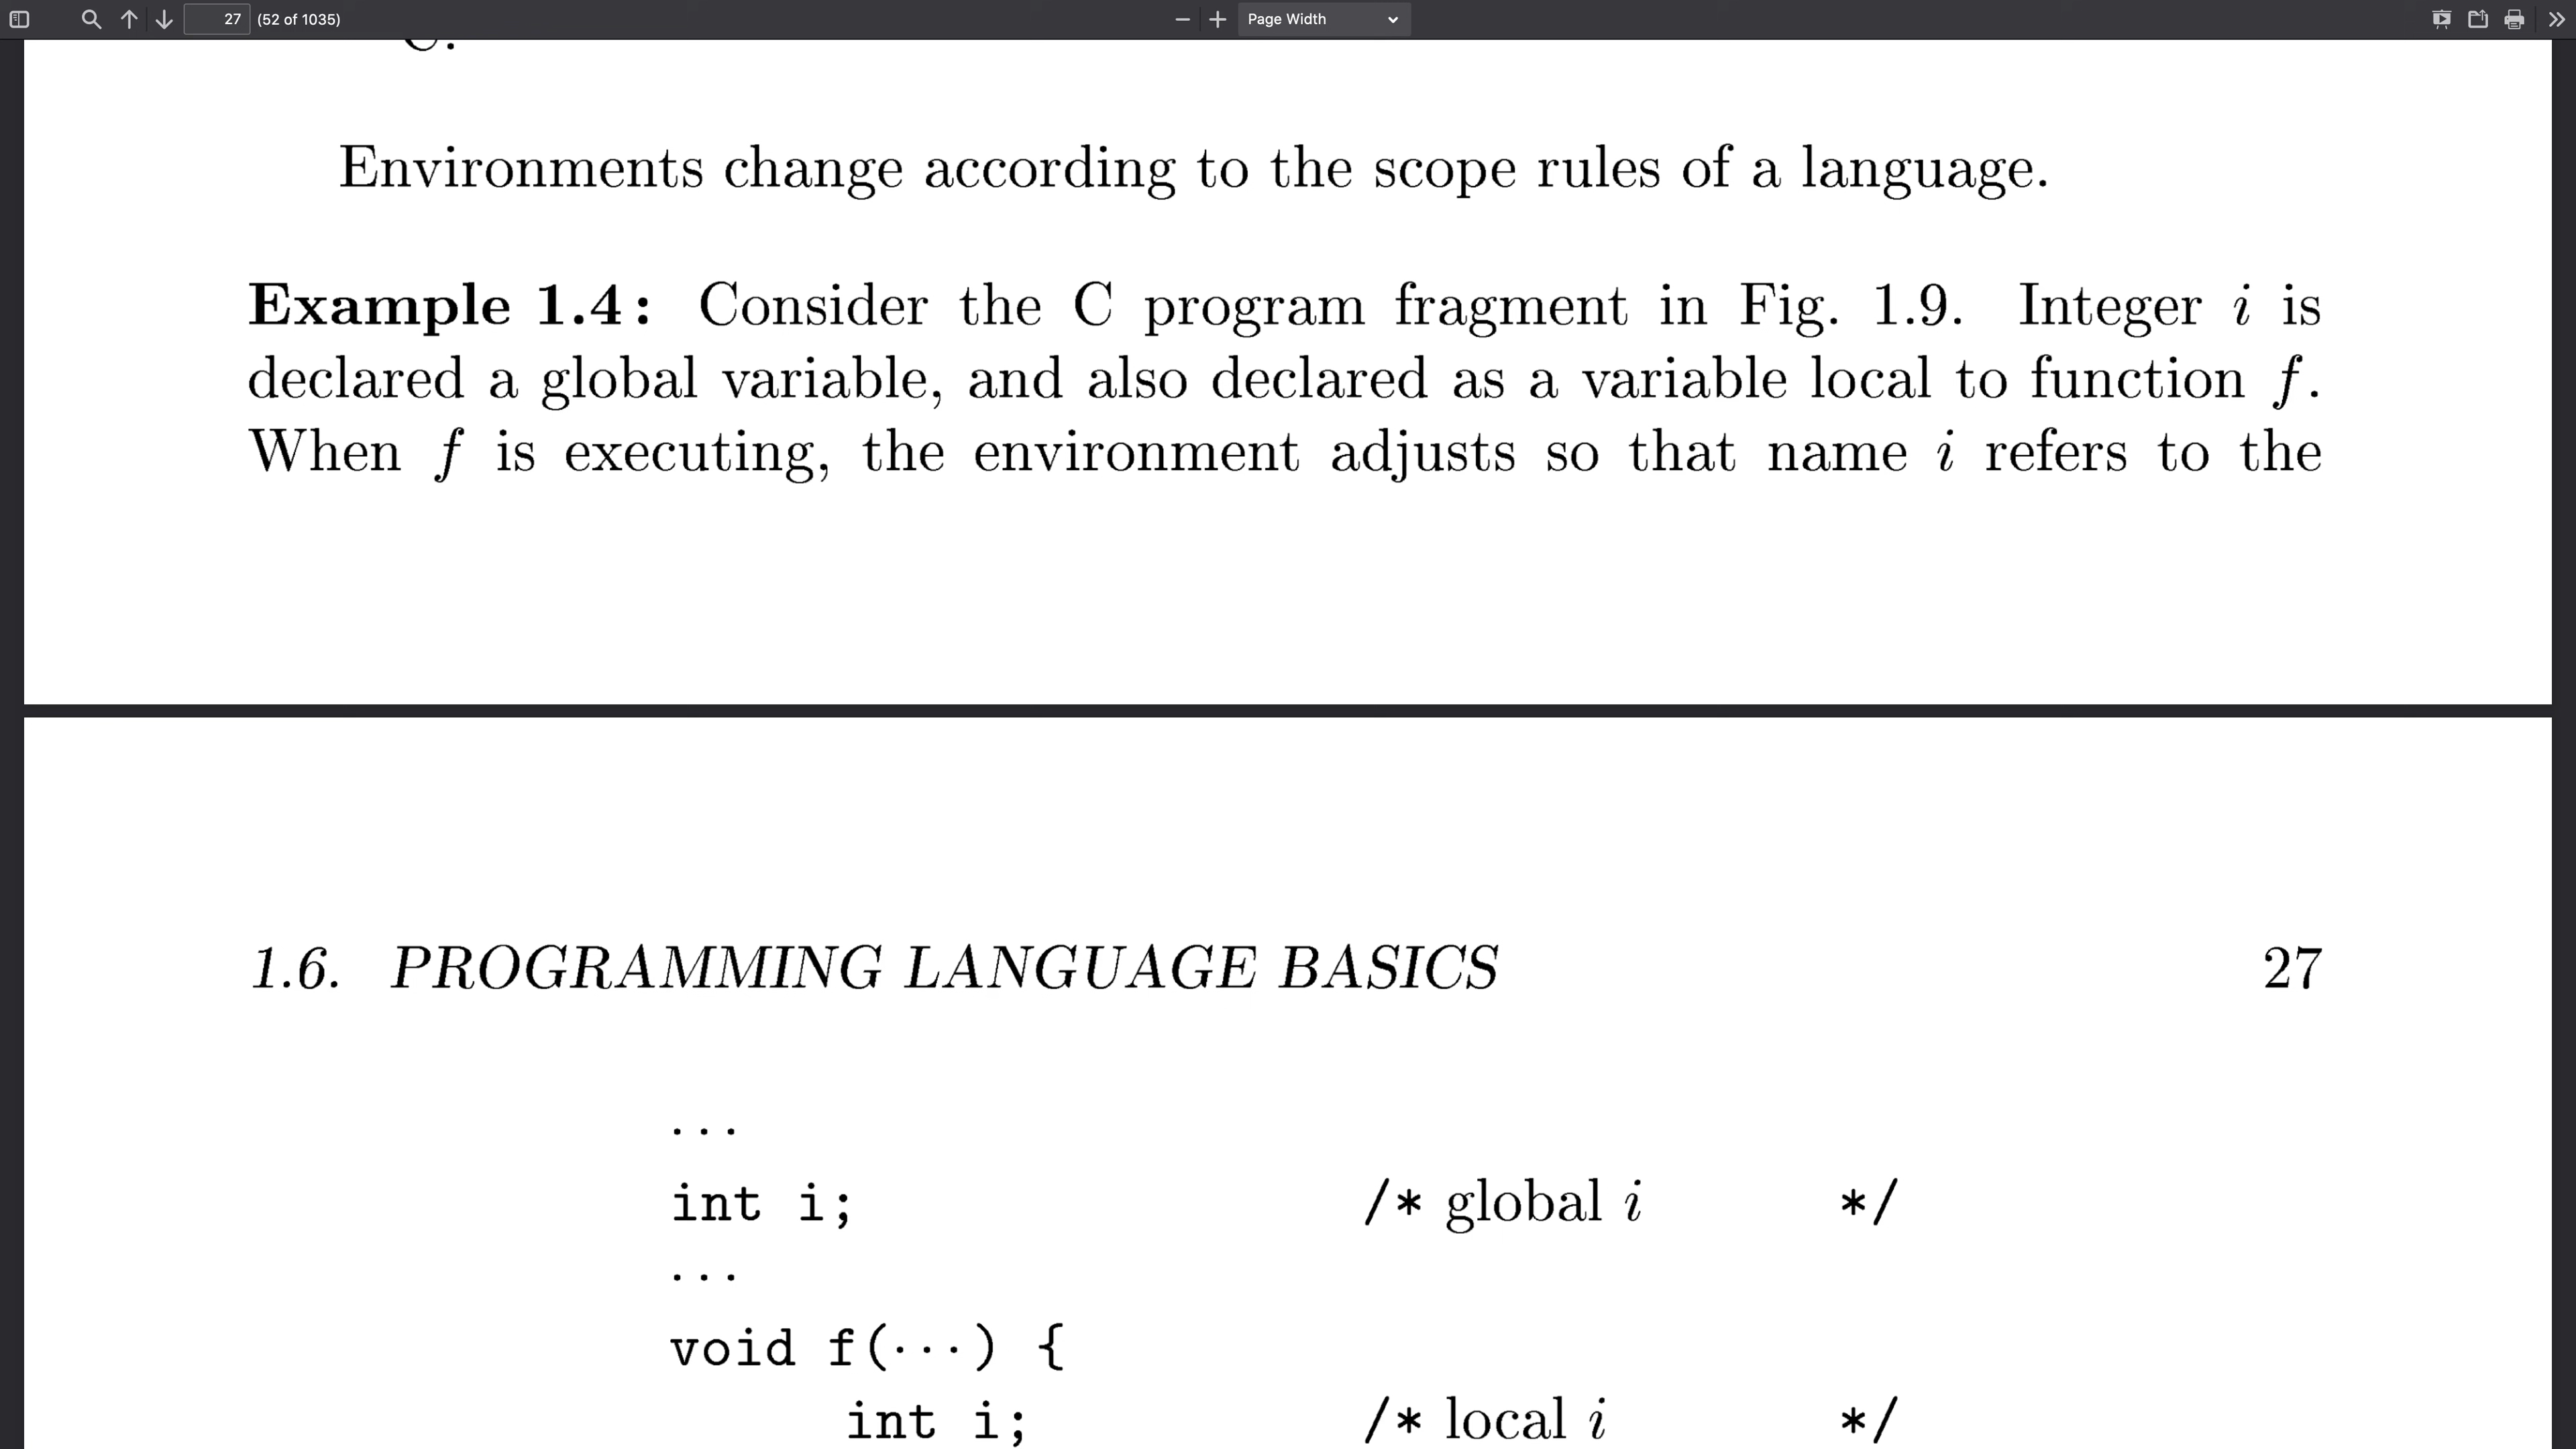 27 (52 of 1035) Page Width
C.
Environments change according to the scope rules of a language.
Example 1.4: Consider the C program fragment in Fig. 1.9. Integer i is
declared a global variable, and also declared as a variable local to function f.
When f is executing, the environment adjusts so that name i refers to the
1.6. PROGRAMMING LANGUAGE BASICS 27
...
int i; /* global i */
...
void f(···) {
int i; /* local i */